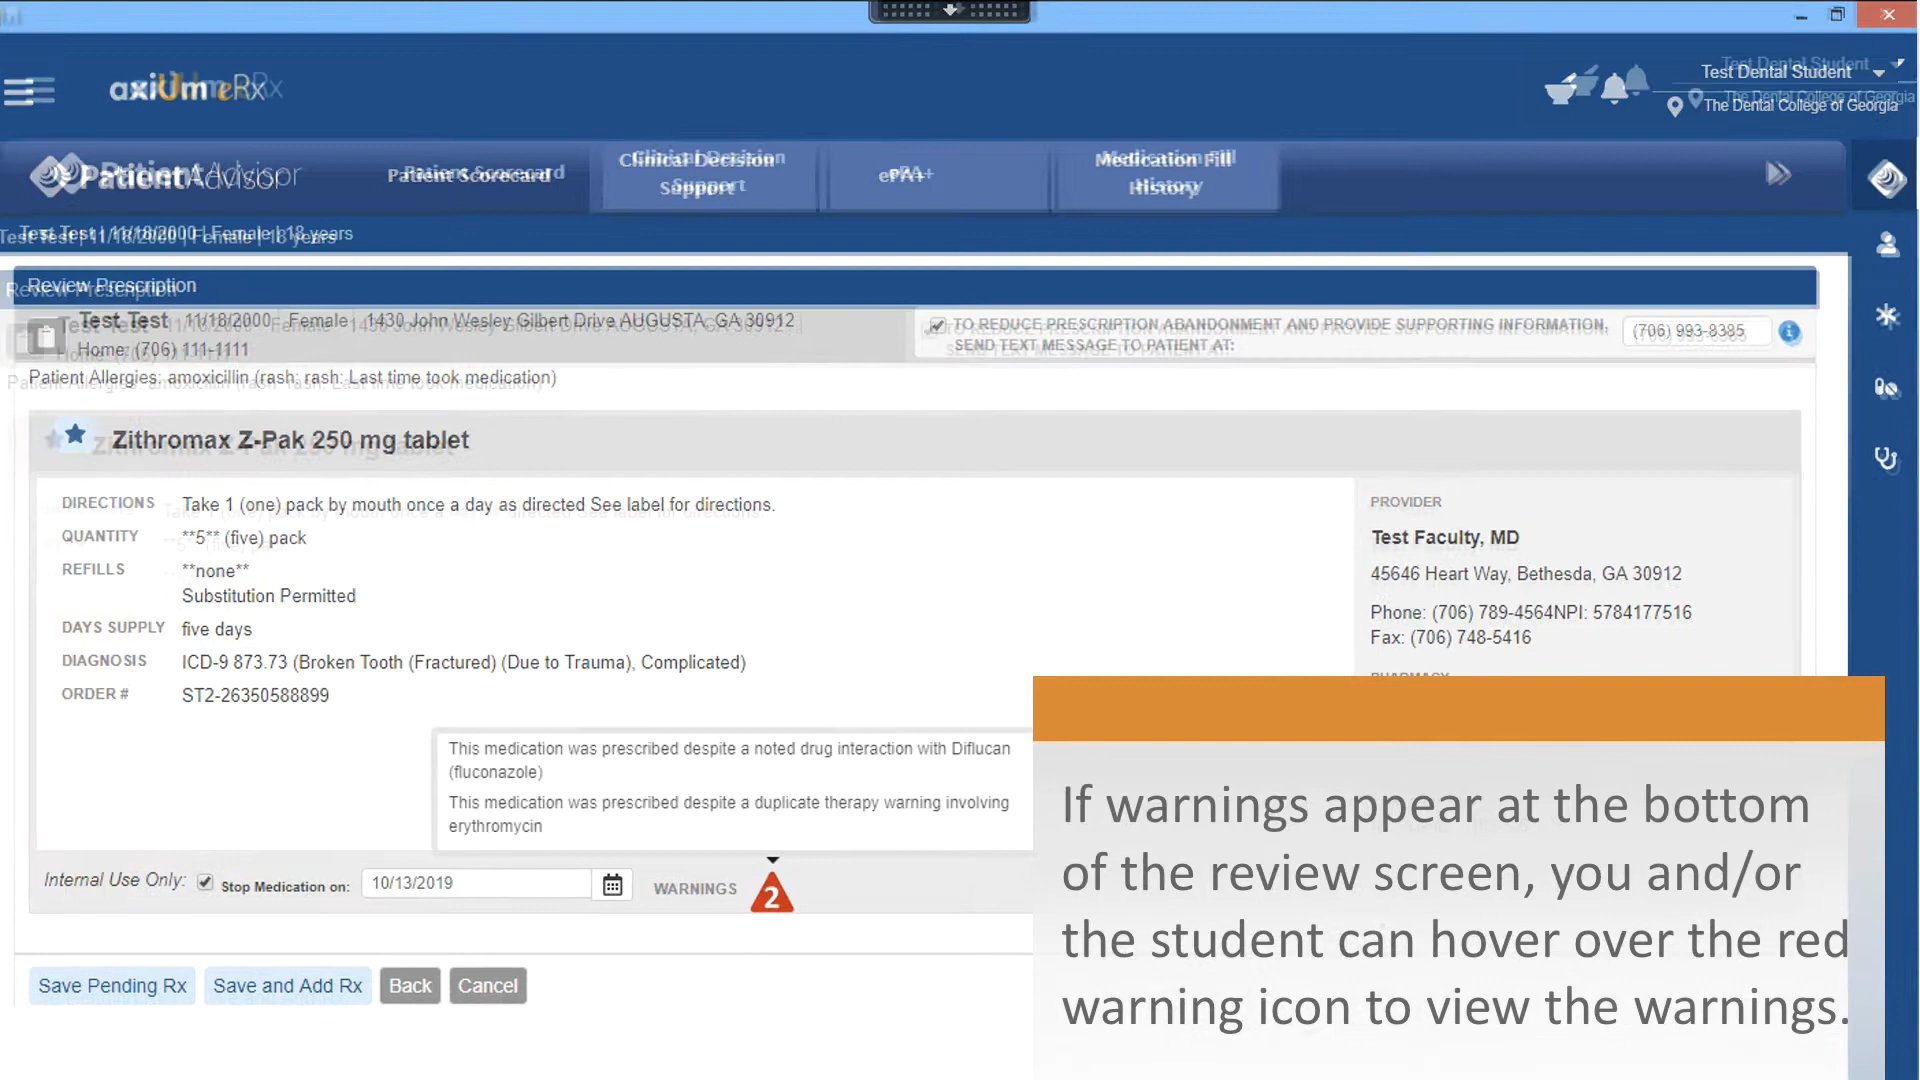 axiUm eRx
Test Dental Student
The Dental College of Georgia
PatientAdvisor
Patient Scorecard
Clinical Decision
Support
ePA+
Medication Fill
History
Test Test | 11/18/2000 | Female | 18 years
Review Prescription
Test Test 11/18/2000 Female 1430 John Wesley Gilbert Drive AUGUSTA, GA 30912
Home: (706) 111-1111
TO REDUCE PRESCRIPTION ABANDONMENT AND PROVIDE SUPPORTING INFORMATION,
SEND TEXT MESSAGE TO PATIENT AT:
(706) 993-8385
Patient Allergies: amoxicillin (rash: rash: Last time took medication)
Zithromax Z-Pak 250 mg tablet
DIRECTIONS Take 1 (one) pack by mouth once a day as directed See label for directions.
QUANTITY **5** (five) pack
REFILLS **none**
Substitution Permitted
DAYS SUPPLY five days
DIAGNOSIS ICD-9 873.73 (Broken Tooth (Fractured) (Due to Trauma), Complicated)
ORDER # ST2-26350588899
PROVIDER
Test Faculty, MD
45646 Heart Way, Bethesda, GA 30912
Phone: (706) 789-4564NPI: 5784177516
Fax: (706) 748-5416
PHARMACY
This medication was prescribed despite a noted drug interaction with Diflucan
(fluconazole)
This medication was prescribed despite a duplicate therapy warning involving
erythromycin
Internal Use Only: Stop Medication on: 10/13/2019 WARNINGS 2
Save Pending Rx Save and Add Rx Back Cancel
If warnings appear at the bottom
of the review screen, you and/or
the student can hover over the red
warning icon to view the warnings.